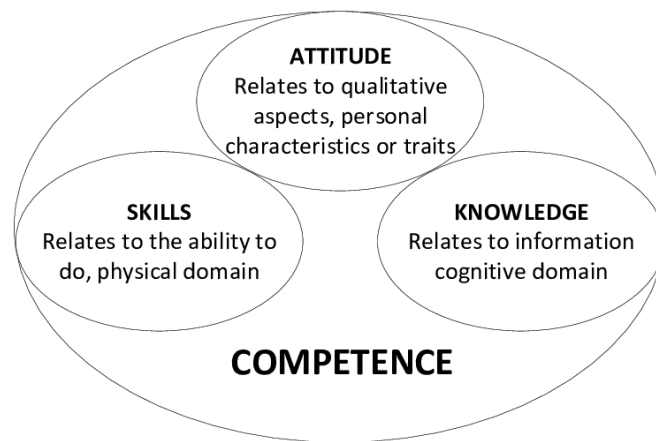 ATTITUDE
Relates to qualitative
aspects, personal
characteristics or traits
SKILLS
Relates to the ability to
do, physical domain
KNOWLEDGE
Relates to information
cognitive domain
COMPETENCE